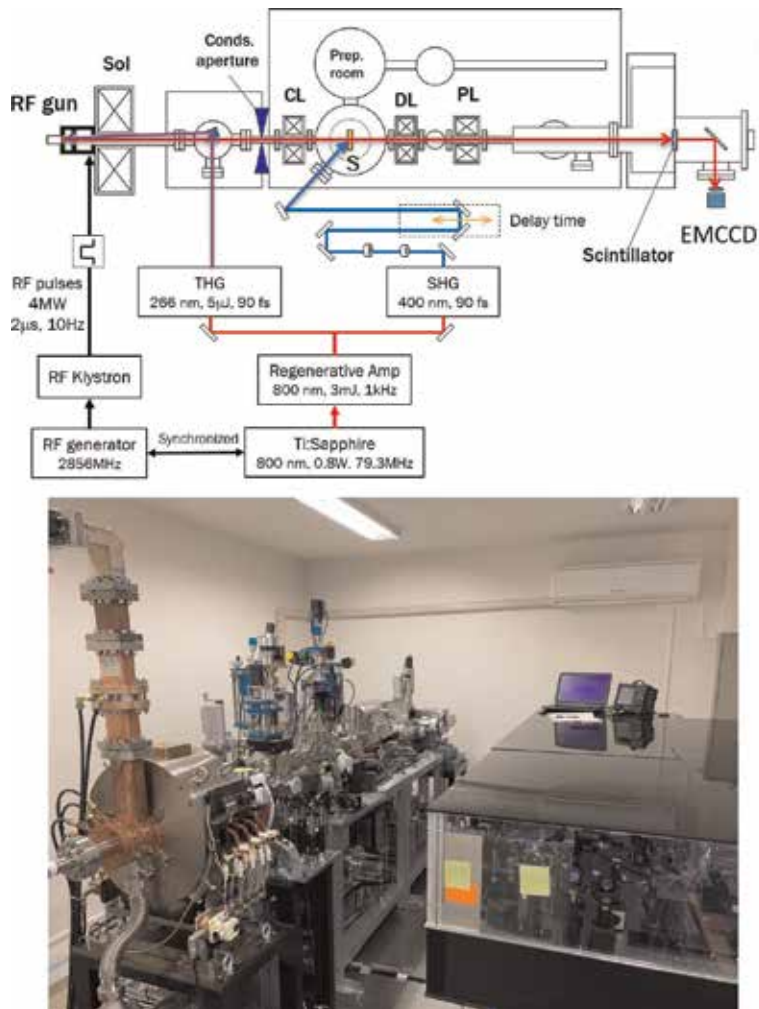 Conds.
aperture
Sol
RF gun
Prep.
room
CL
DL
PL
S
Delay time
EMCCD
Scintillator
RF pulses
4MW
2μs, 10Hz
THG
266 nm, 5μJ, 90 fs
SHG
400 nm, 90 fs
RF Klystron
Regenerative Amp
800 nm, 3mJ, 1kHz
RF generator
2856MHz
Synchronized
Ti:Sapphire
800 nm, 0.8W. 79.3MHz